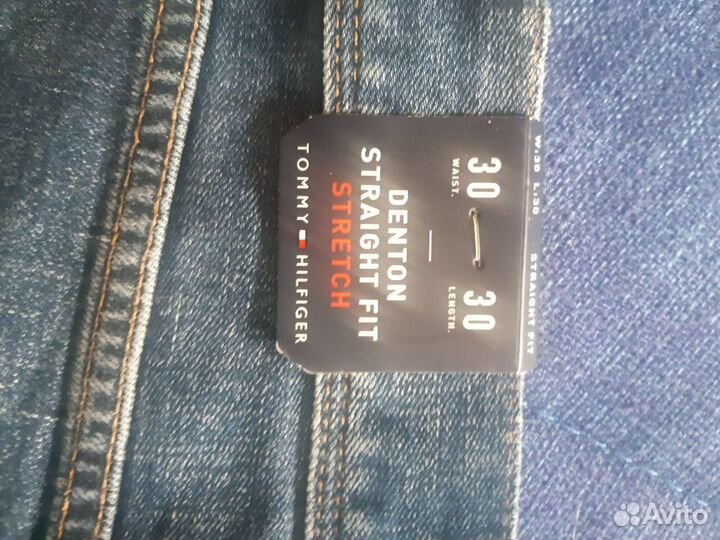 W.30 L.30 STRAIGHT FIT
30 30
WAIST. LENGTH.
DENTON
STRAIGHT FIT
STRETCH
TOMMY HILFIGER
Avito